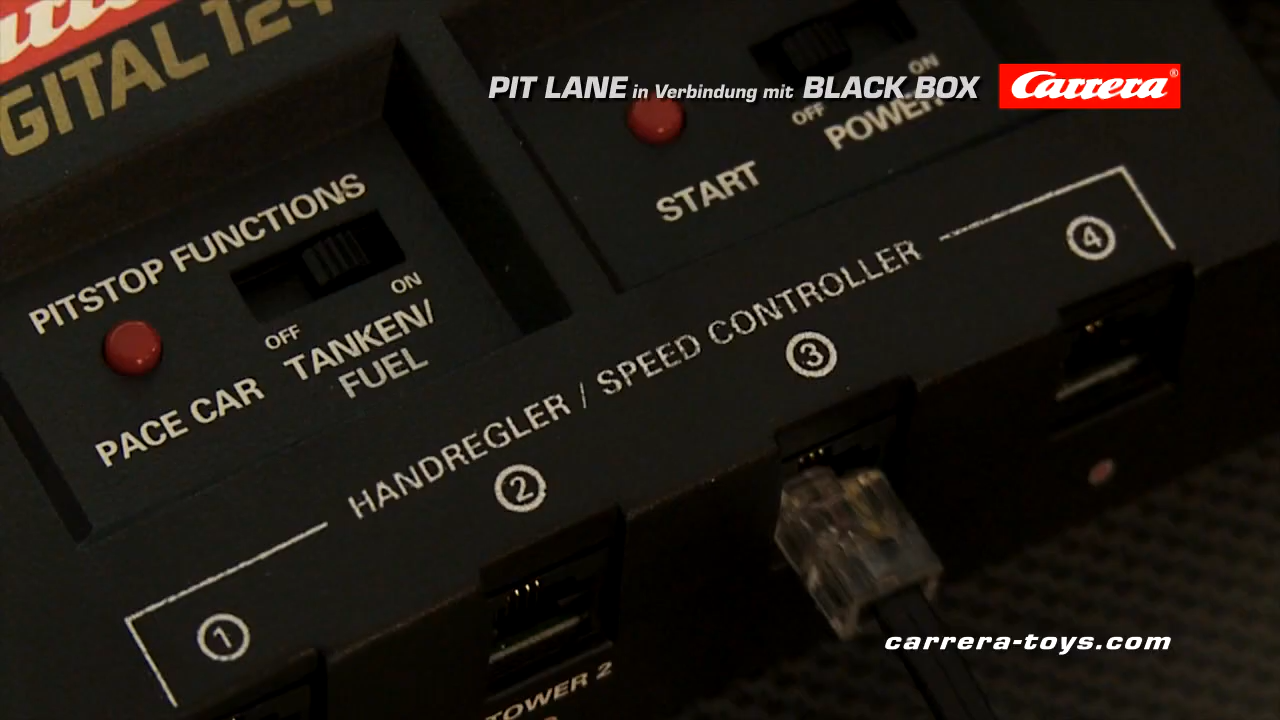 PIT LANE in Verbindung mit BLACK BOX Carrera®
DIGITAL 124
ON
OFF
POWER
START
PITSTOP FUNCTIONS
ON
OFF
TANKEN/
FUEL
PACE CAR
HANDREGLER / SPEED CONTROLLER
1
2
3
4
TOWER 2
carrera-toys.com